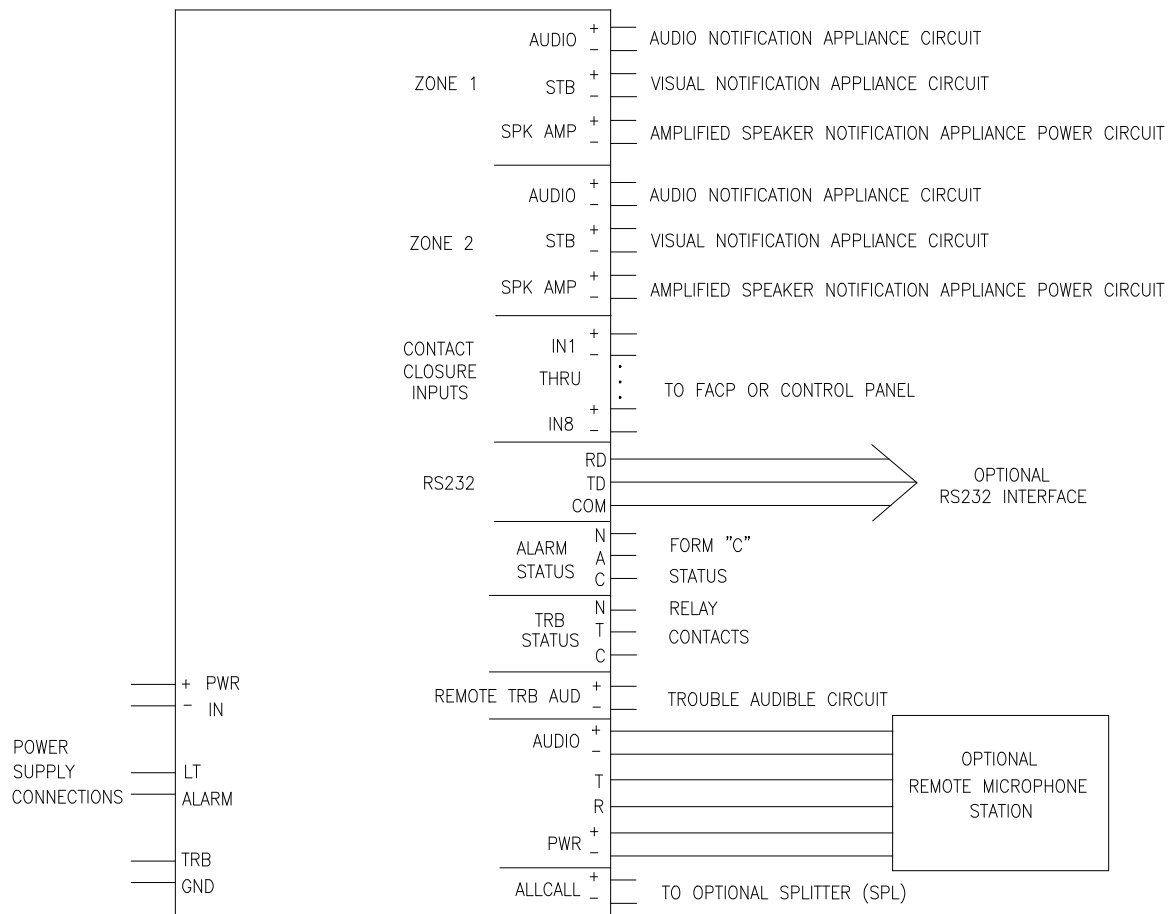 AUDIO + − AUDIO NOTIFICATION APPLIANCE CIRCUIT
ZONE 1
STB + − VISUAL NOTIFICATION APPLIANCE CIRCUIT
SPK AMP + − AMPLIFIED SPEAKER NOTIFICATION APPLIANCE POWER CIRCUIT
AUDIO + − AUDIO NOTIFICATION APPLIANCE CIRCUIT
ZONE 2
STB + − VISUAL NOTIFICATION APPLIANCE CIRCUIT
SPK AMP + − AMPLIFIED SPEAKER NOTIFICATION APPLIANCE POWER CIRCUIT
CONTACT
CLOSURE
INPUTS
IN1 + −
THRU
IN8 + −
TO FACP OR CONTROL PANEL
RS232
RD
TD
COM
OPTIONAL
RS232 INTERFACE
ALARM
STATUS
N
A
C
FORM "C"
STATUS
RELAY
CONTACTS
TRB
STATUS
N
T
C
REMOTE TRB AUD + − TROUBLE AUDIBLE CIRCUIT
AUDIO + −
T
R
PWR + −
OPTIONAL
REMOTE MICROPHONE
STATION
ALLCALL + − TO OPTIONAL SPLITTER (SPL)
POWER
SUPPLY
CONNECTIONS
+ PWR
− IN
LT
ALARM
TRB
GND